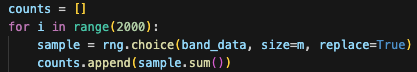 counts = []
for i in range(2000):
    sample = rng.choice(band_data, size=m, replace=True)
    counts.append(sample.sum())